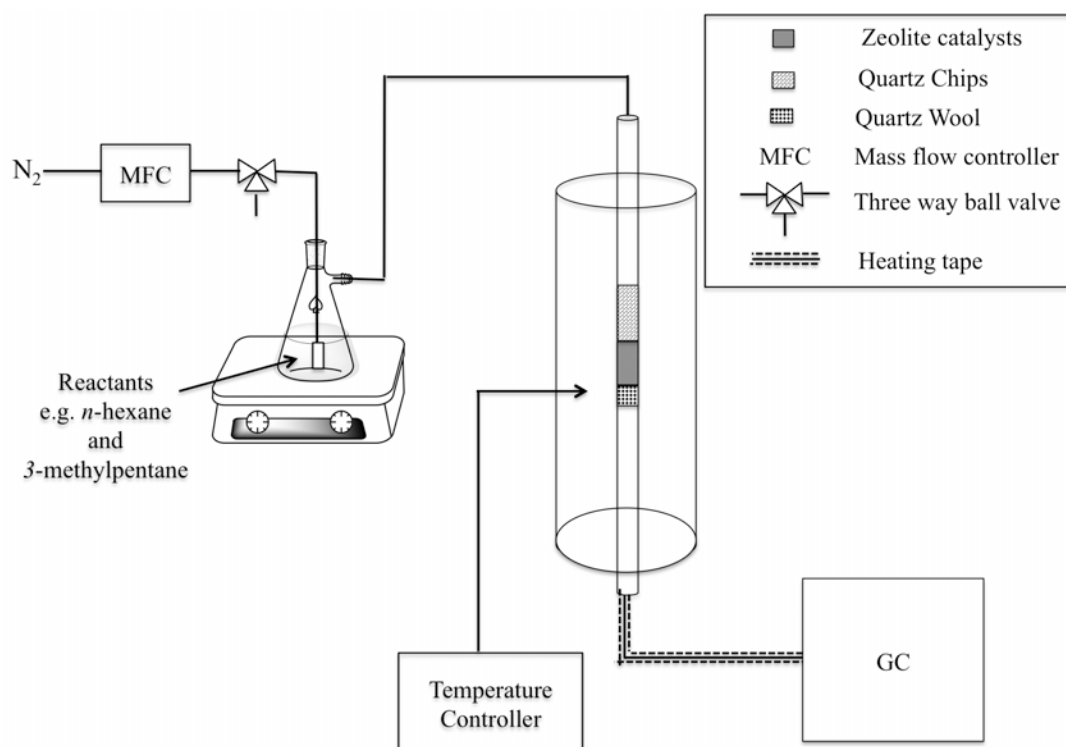 N₂
MFC
Reactants
e.g. n-hexane
and
3-methylpentane
Temperature
Controller
GC
Zeolite catalysts
Quartz Chips
Quartz Wool
MFC Mass flow controller
Three way ball valve
Heating tape